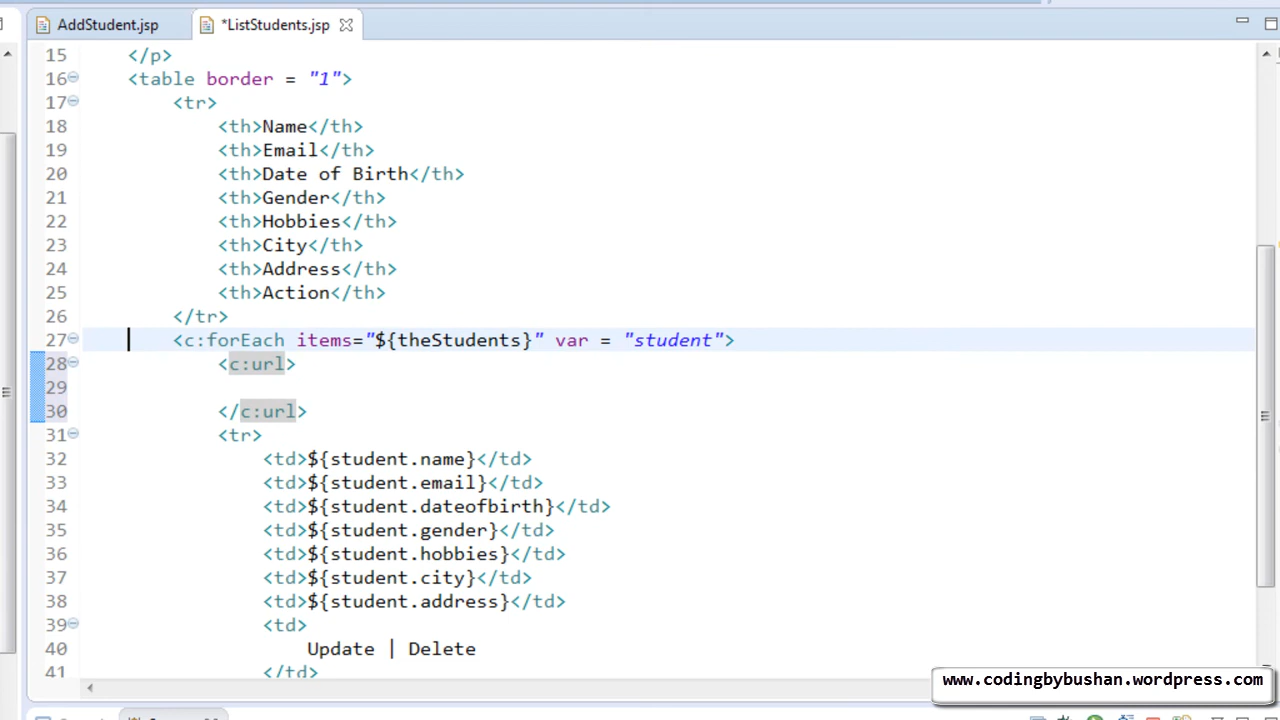 AddStudent.jsp *ListStudents.jsp
15 </p>
16 <table border = "1">
17 <tr>
18 <th>Name</th>
19 <th>Email</th>
20 <th>Date of Birth</th>
21 <th>Gender</th>
22 <th>Hobbies</th>
23 <th>City</th>
24 <th>Address</th>
25 <th>Action</th>
26 </tr>
27 <c:forEach items="${theStudents}" var = "student">
28 <c:url>
29
30 </c:url>
31 <tr>
32 <td>${student.name}</td>
33 <td>${student.email}</td>
34 <td>${student.dateofbirth}</td>
35 <td>${student.gender}</td>
36 <td>${student.hobbies}</td>
37 <td>${student.city}</td>
38 <td>${student.address}</td>
39 <td>
40 Update | Delete
41 </td>
www.codingbybushan.wordpress.com